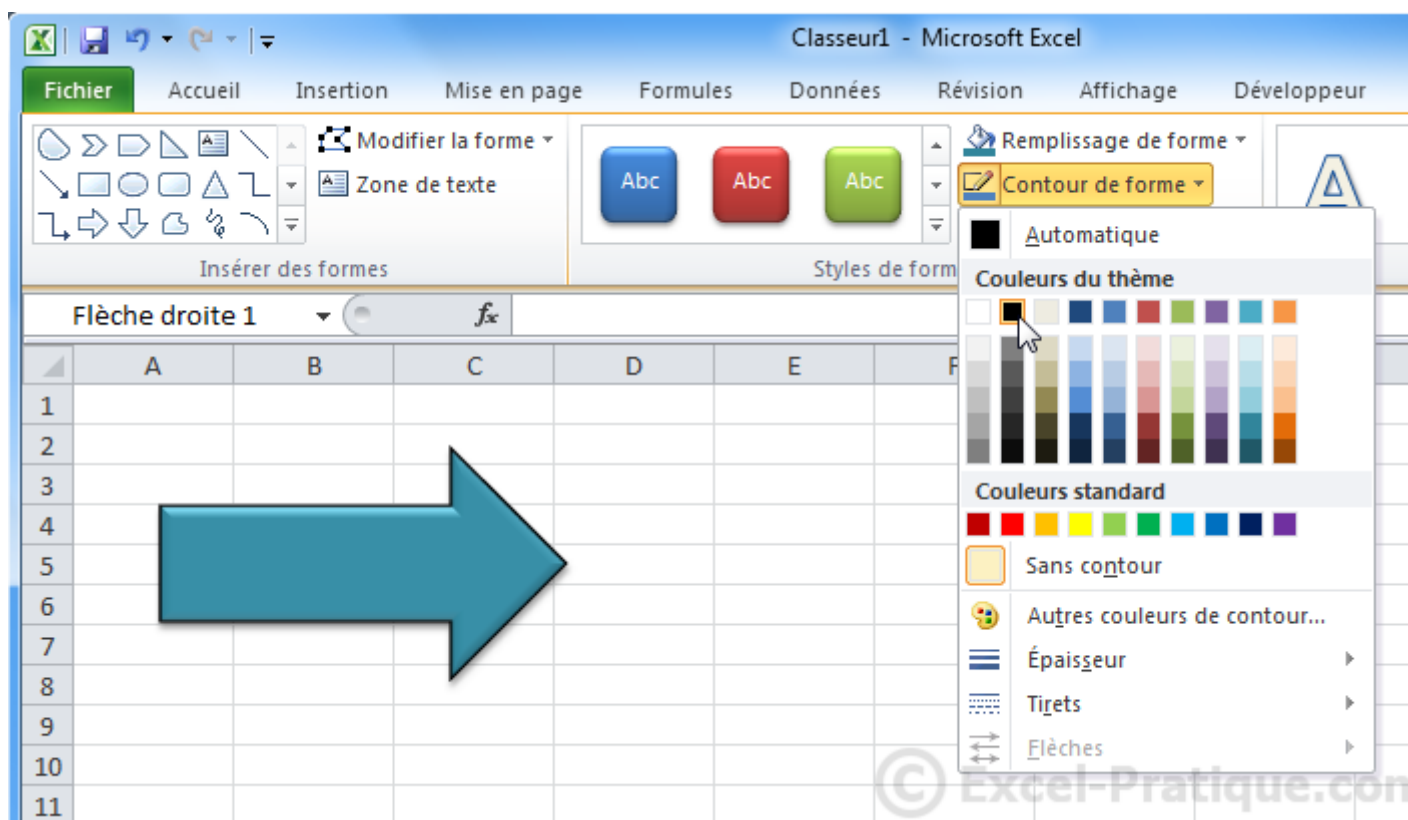 Classeur1 - Microsoft Excel
Fichier Accueil Insertion Mise en page Formules Données Révision Affichage Développeur
Modifier la forme
Zone de texte
Insérer des formes
Abc Abc Abc
Styles de form
Remplissage de forme
Contour de forme
A
Automatique
Couleurs du thème
Couleurs standard
Sans contour
Autres couleurs de contour...
Épaisseur
Tirets
Flèches
Flèche droite 1 fx
A B C D E F
1
2
3
4
5
6
7
8
9
10
11
© Excel-Pratique.com